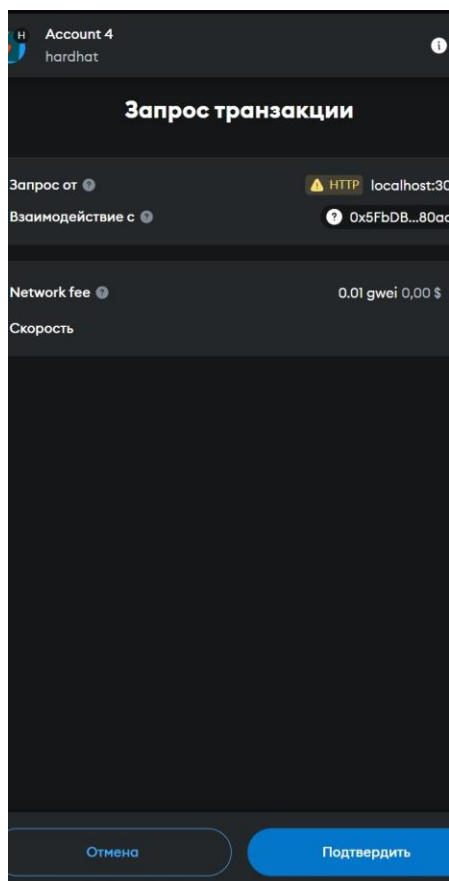 H
Account 4
hardhat
Запрос транзакции
Запрос от
HTTP localhost:30
Взаимодействие с
0x5FbDB...80aa
Network fee
0.01 gwei 0,00 $
Скорость
Отмена
Подтвердить